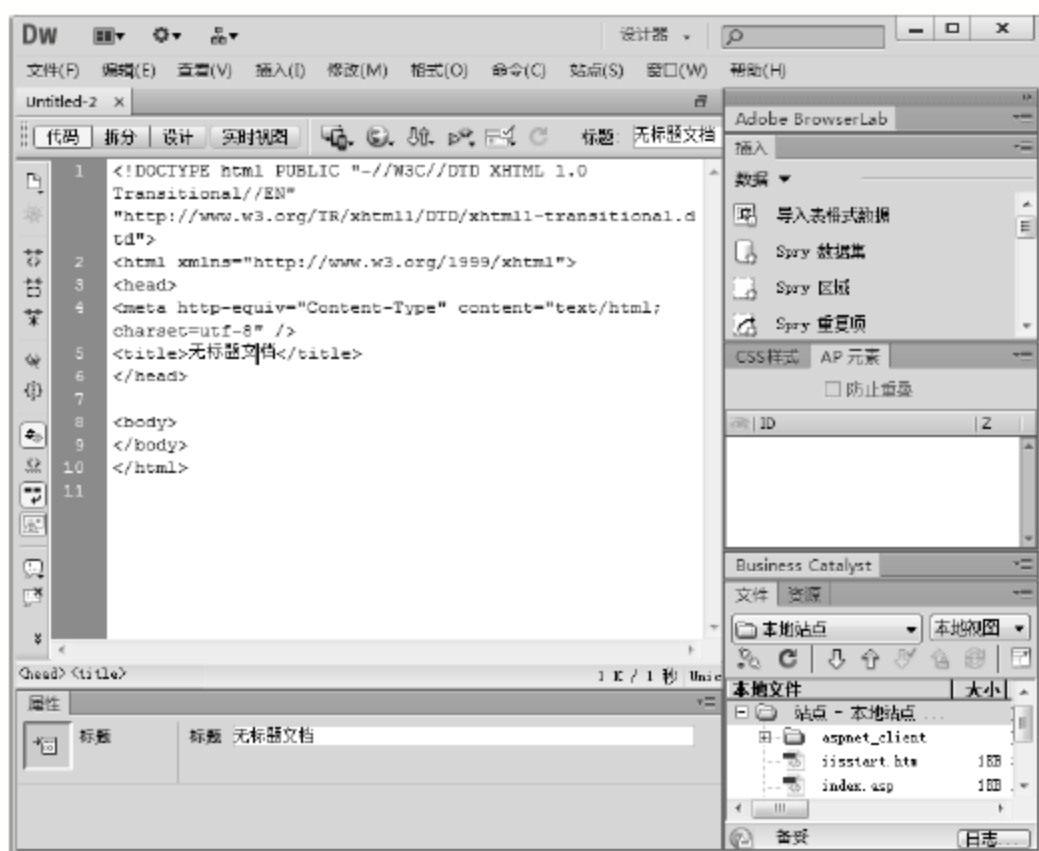 Dw 设计器
文件(F) 编辑(E) 查看(V) 插入(I) 修改(M) 格式(O) 命令(C) 站点(S) 窗口(W) 帮助(H)
Untitled-2 ×
代码 拆分 设计 实时视图 标题: 无标题文档
1 <!DOCTYPE html PUBLIC "-//W3C//DTD XHTML 1.0
Transitional//EN"
"http://www.w3.org/TR/xhtml1/DTD/xhtml1-transitional.d
td">
2 <html xmlns="http://www.w3.org/1999/xhtml">
3 <head>
4 <meta http-equiv="Content-Type" content="text/html;
charset=utf-8" />
5 <title>无标题文档</title>
6 </head>
7
8 <body>
9 </body>
10 </html>
11
<head> <title> 1 K / 1 秒 Unic
属性
标题 标题 无标题文档
Adobe BrowserLab
插入
数据
导入表格式数据
Spry 数据集
Spry 区域
Spry 重复项
CSS样式 AP 元素
防止重叠
ID Z
Business Catalyst
文件 资源
本地站点 本地视图
本地文件 大小
站点 - 本地站点 ...
aspnet_client
iisstart.htm 1KB
index.asp 1KB
备妥 日志...